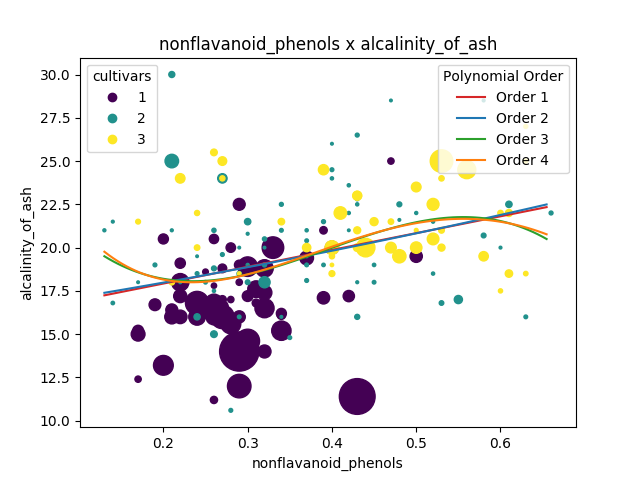 nonflavanoid_phenols x alcalinity_of_ash
cultivars
1
2
3
Polynomial Order
Order 1
Order 2
Order 3
Order 4
30.0
27.5
25.0
22.5
20.0
17.5
15.0
12.5
10.0
alcalinity_of_ash
0.2 0.3 0.4 0.5 0.6
nonflavanoid_phenols